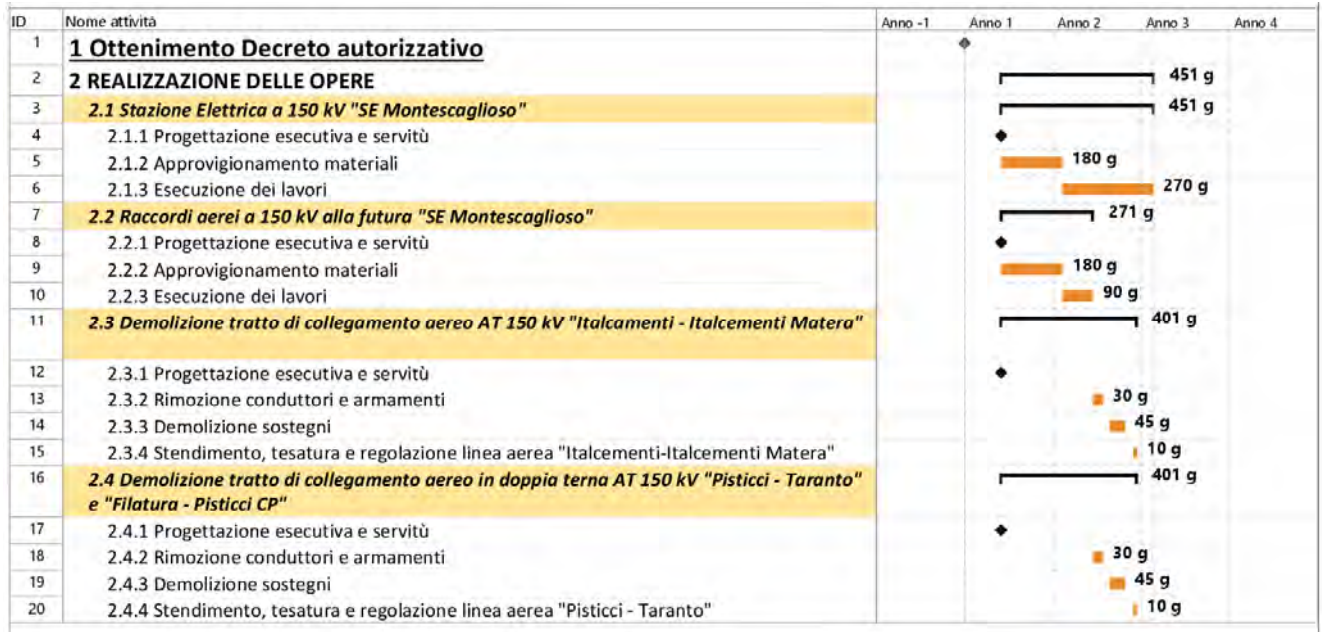 ID Nome attività Anno -1 Anno 1 Anno 2 Anno 3 Anno 4
1 1 Ottenimento Decreto autorizzativo
2 2 REALIZZAZIONE DELLE OPERE 451 g
3 2.1 Stazione Elettrica a 150 kV "SE Montescaglioso" 451 g
4 2.1.1 Progettazione esecutiva e servitù
5 2.1.2 Approvigionamento materiali 180 g
6 2.1.3 Esecuzione dei lavori 270 g
7 2.2 Raccordi aerei a 150 kV alla futura "SE Montescaglioso" 271 g
8 2.2.1 Progettazione esecutiva e servitù
9 2.2.2 Approvigionamento materiali 180 g
10 2.2.3 Esecuzione dei lavori 90 g
11 2.3 Demolizione tratto di collegamento aereo AT 150 kV "Italcamenti - Italcementi Matera" 401 g
12 2.3.1 Progettazione esecutiva e servitù
13 2.3.2 Rimozione conduttori e armamenti 30 g
14 2.3.3 Demolizione sostegni 45 g
15 2.3.4 Stendimento, tesatura e regolazione linea aerea "Italcementi-Italcementi Matera" 10 g
16 2.4 Demolizione tratto di collegamento aereo in doppia terna AT 150 kV "Pisticci - Taranto" 401 g
e "Filatura - Pisticci CP"
17 2.4.1 Progettazione esecutiva e servitù
18 2.4.2 Rimozione conduttori e armamenti 30 g
19 2.4.3 Demolizione sostegni 45 g
20 2.4.4 Stendimento, tesatura e regolazione linea aerea "Pisticci - Taranto" 10 g